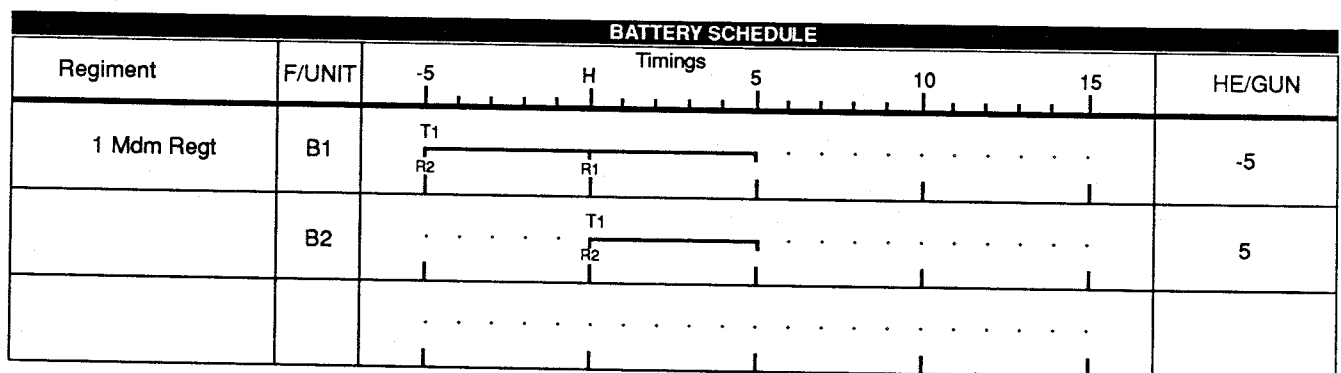 BATTERY SCHEDULE
Regiment F/UNIT Timings HE/GUN
-5 H 5 10 15
1 Mdm Regt B1 T1 -5
R2 R1
B2 T1 5
R2